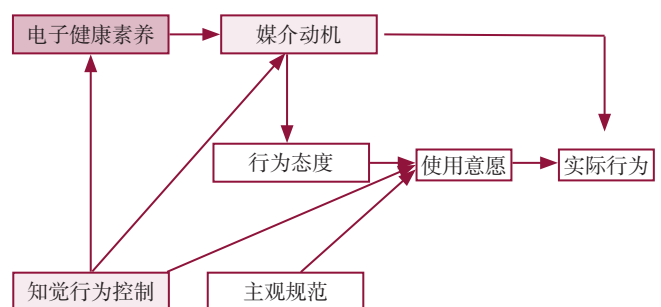 电子健康素养
媒介动机
行为态度
使用意愿
实际行为
知觉行为控制
主观规范